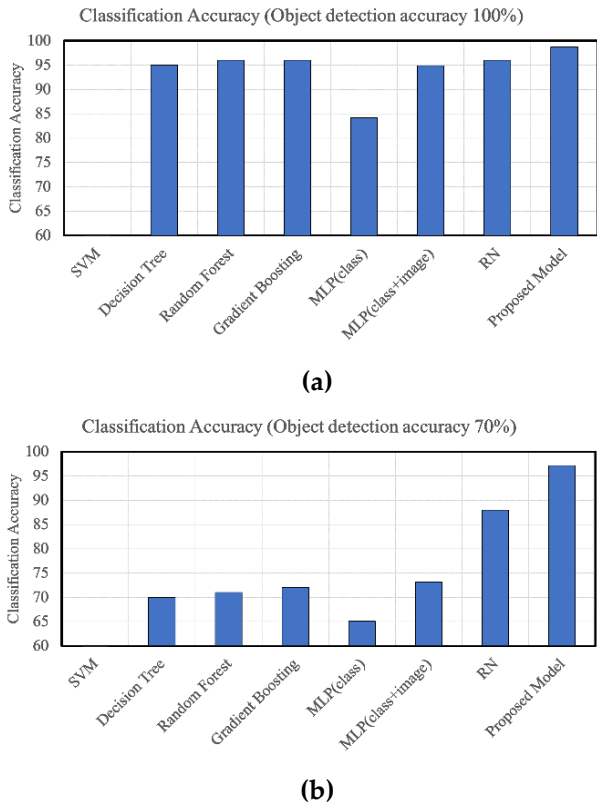 Classification Accuracy (Object detection accuracy 100%)
Classification Accuracy
100
95
90
85
80
75
70
65
60
SVM
Decision Tree
Random Forest
Gradient Boosting
MLP(class)
MLP(class+image)
RN
Proposed Model
(a)
Classification Accuracy (Object detection accuracy 70%)
Classification Accuracy
100
95
90
85
80
75
70
65
60
SVM
Decision Tree
Random Forest
Gradient Boosting
MLP(class)
MLP(class+image)
RN
Proposed Model
(b)